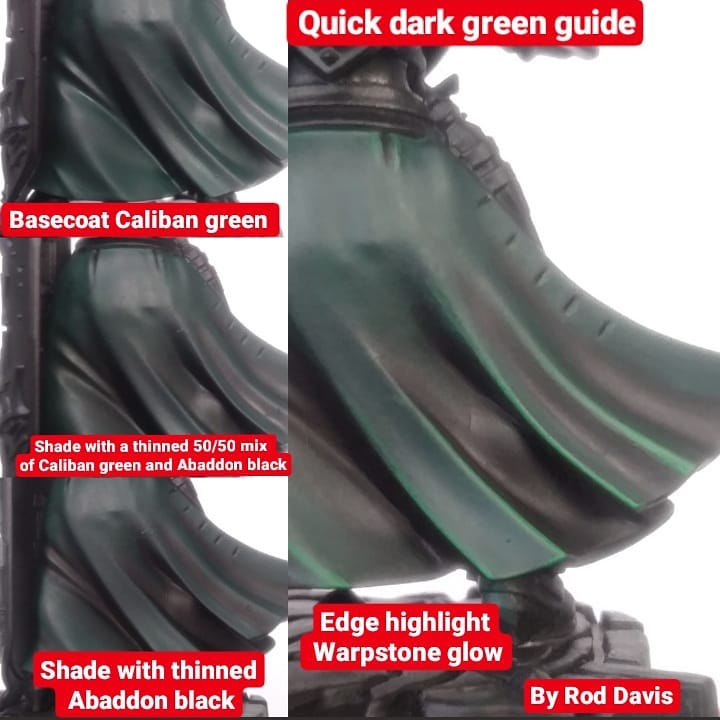 Quick dark green guide
Basecoat Caliban green
Shade with a thinned 50/50 mix
of Caliban green and Abaddon black
Shade with thinned
Abaddon black
Edge highlight
Warpstone glow
By Rod Davis